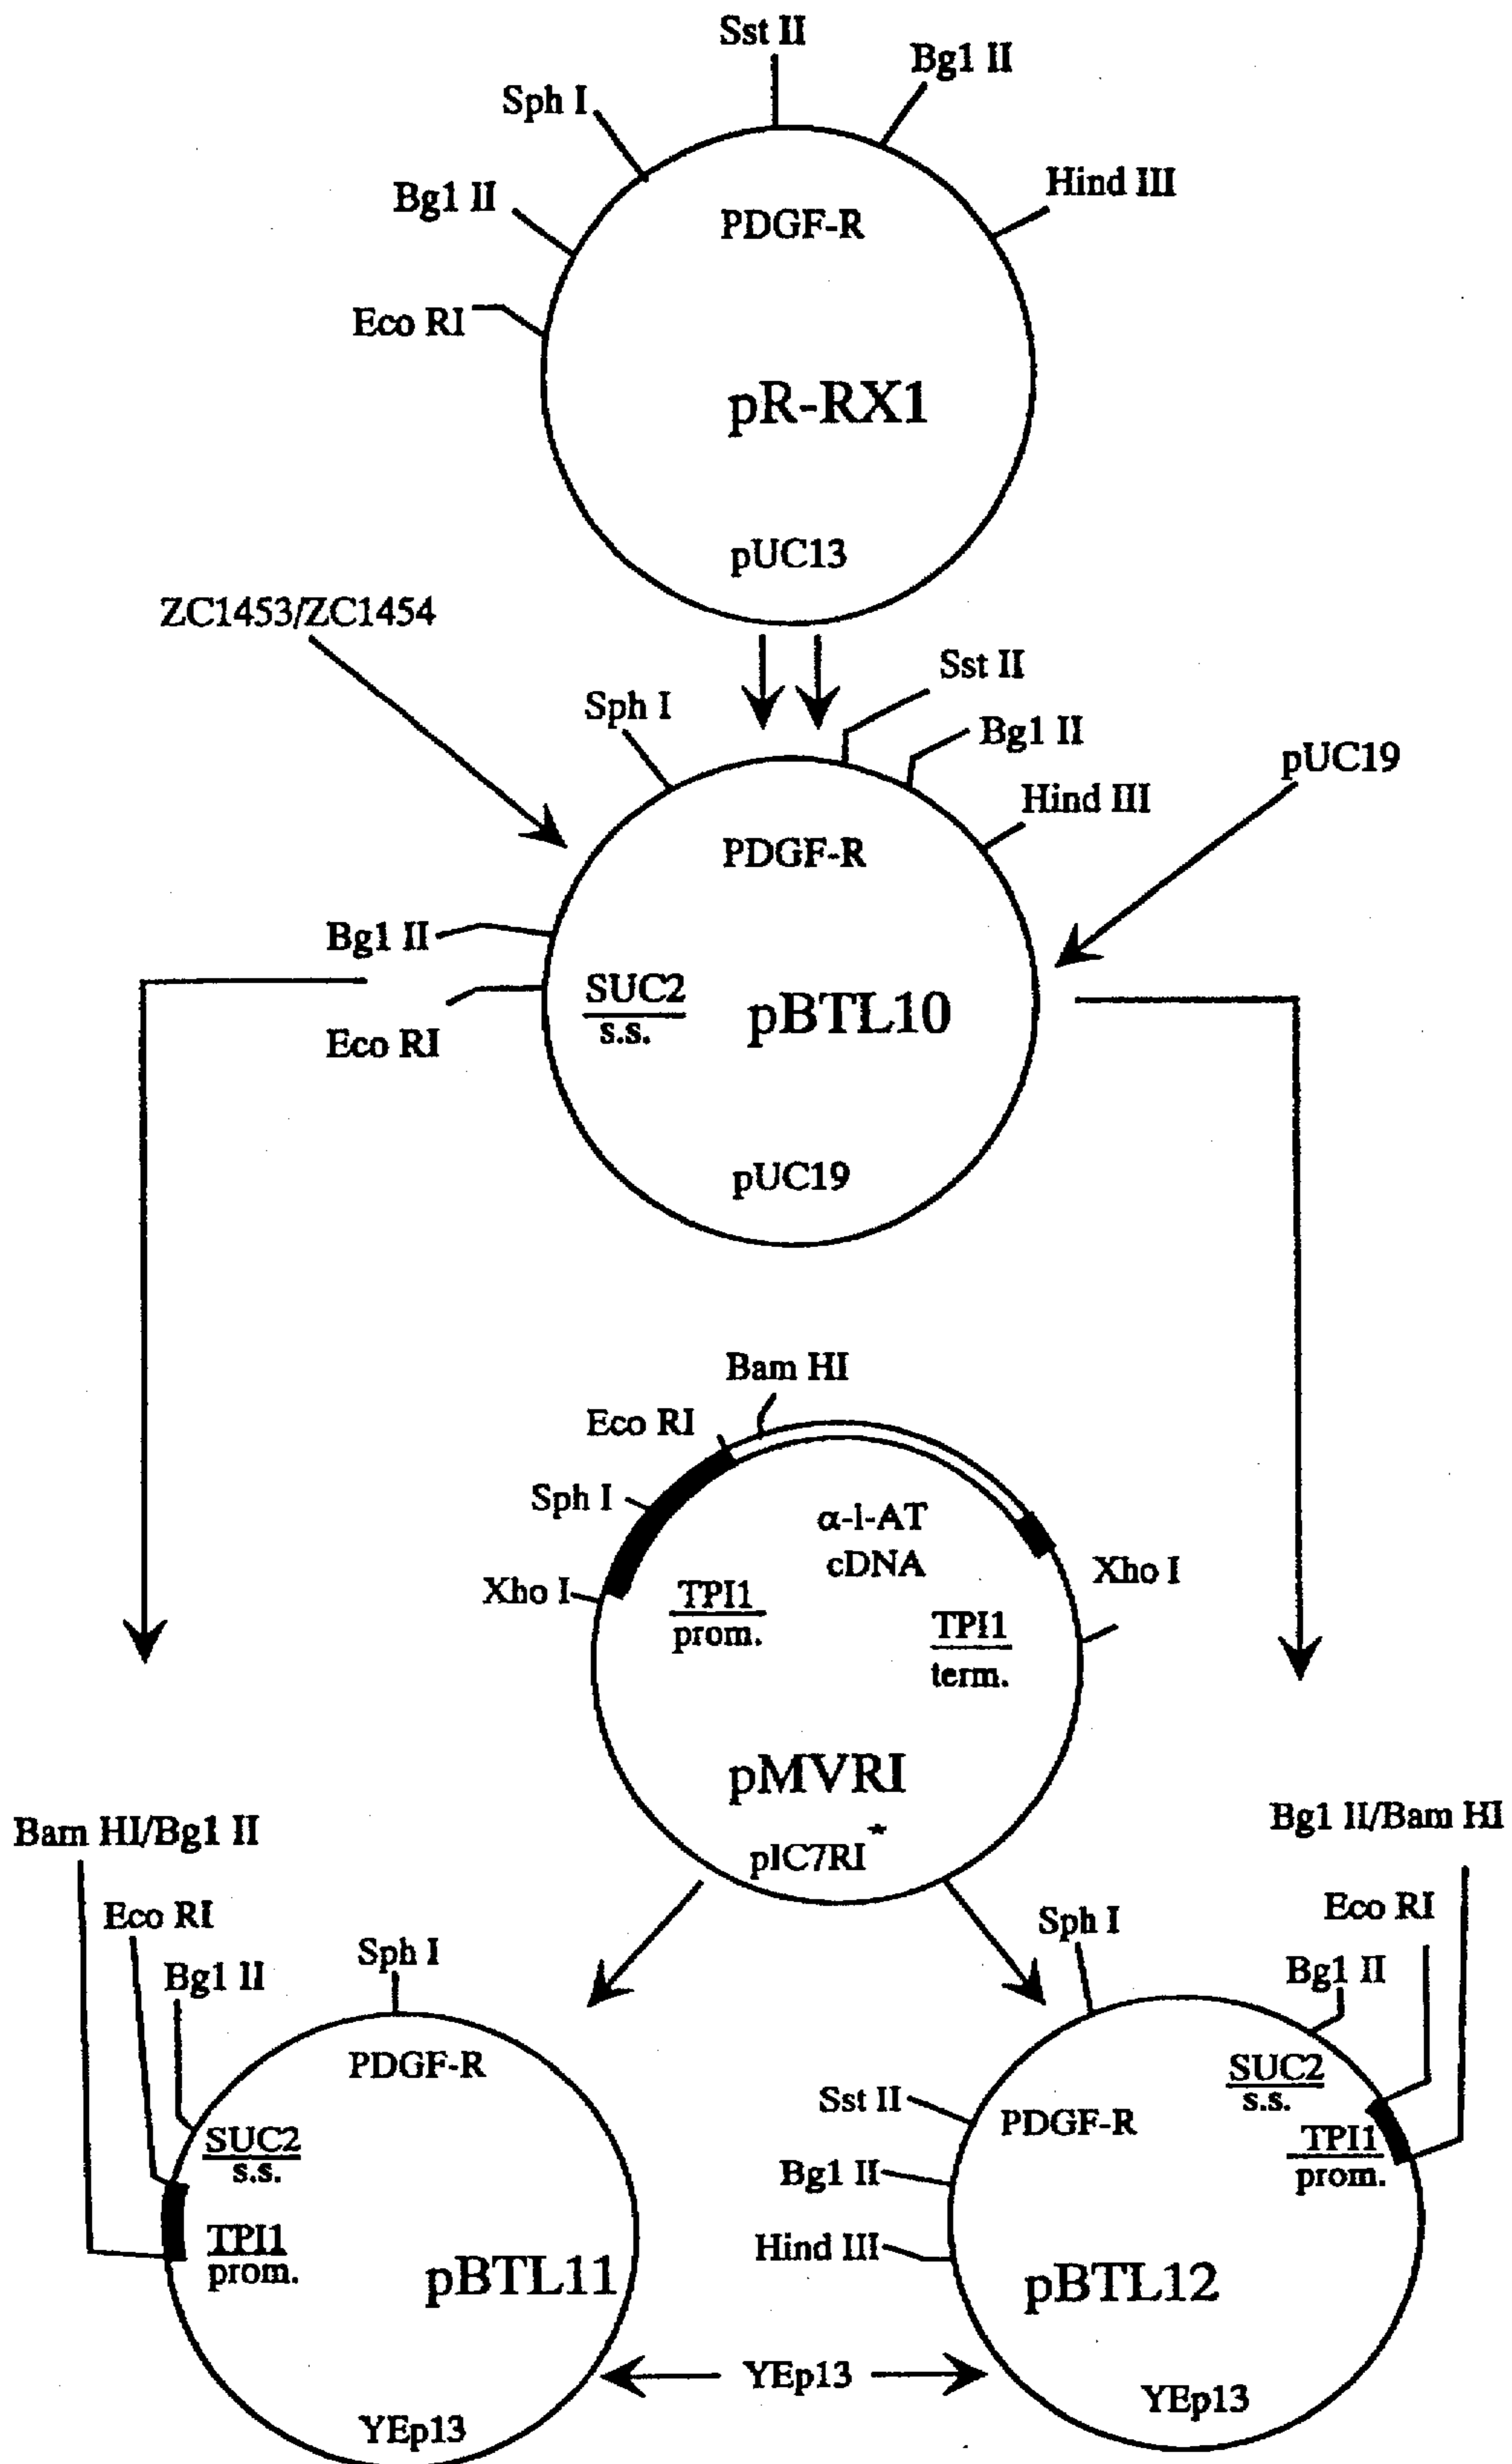 Sst II
Bg1 II
Sph I
Hind III
Bg1 II
PDGF-R
Eco RI
pR-RX1
pUC13
ZC1453/ZC1454
Sst II
Sph I
Bg1 II
pUC19
Hind III
PDGF-R
Bg1 II
SUC2
s.s.
pBTL10
Eco RI
pUC19
Bam HI
Eco RI
Sph I
α-1-AT
cDNA
Xho I
Xho I
TPI1
prom.
TPI1
term.
pMVRI
pIC7RI*
Bam HI/Bg1 II
Bg1 II/Bam HI
Eco RI
Sph I
Eco RI
Sph I
Bg1 II
Bg1 II
PDGF-R
SUC2
s.s.
Sst II
PDGF-R
SUC2
s.s.
TPI1
prom.
Bg1 II
TPI1
prom.
Hind III
pBTL11
pBTL12
YEp13
YEp13
YEp13